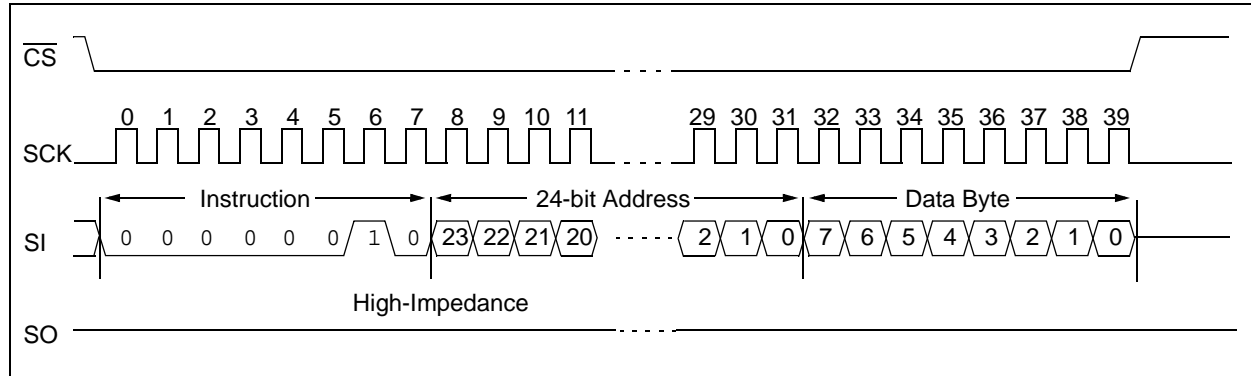 CS
0 1 2 3 4 5 6 7 8 9 10 11 29 30 31 32 33 34 35 36 37 38 39
SCK
Instruction 24-bit Address Data Byte
SI 0 0 0 0 0 0 1 0 23 22 21 20 2 1 0 7 6 5 4 3 2 1 0
High-Impedance
SO